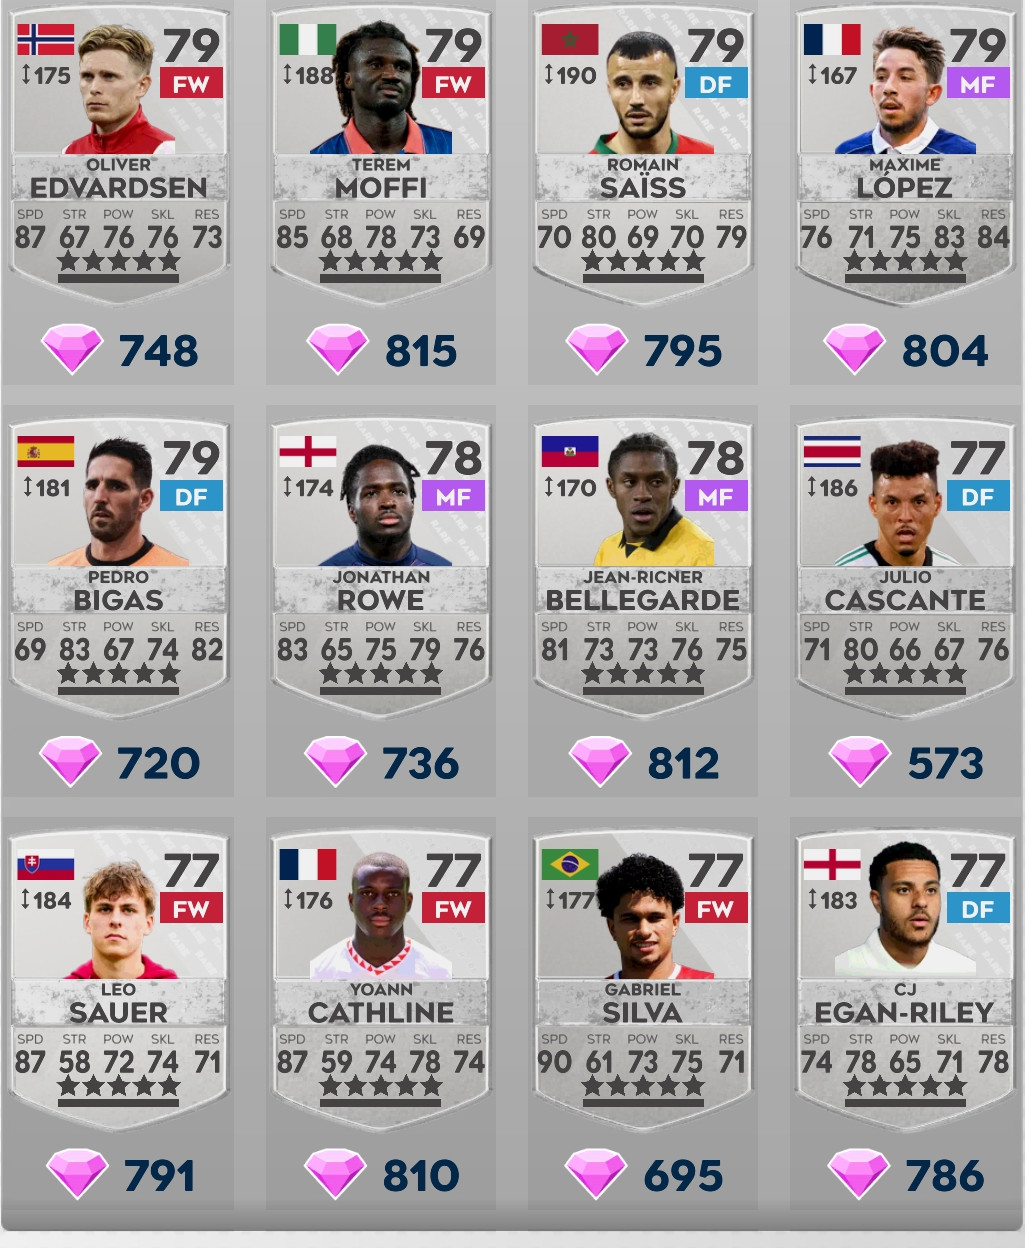 79 79 79 79
175 188 190 167
FW FW DF MF
OLIVER TEREM ROMAIN MAXIME
EDVARDSEN MOFFI SAÏSS LÓPEZ
SPD STR POW SKL RES SPD STR POW SKL RES SPD STR POW SKL RES SPD STR POW SKL RES
87 67 76 76 73 85 68 78 73 69 70 80 69 70 79 76 71 75 83 84
748 815 795 804
79 78 78 77
181 174 170 186
DF MF MF DF
PEDRO JONATHAN JEAN-RICNER JULIO
BIGAS ROWE BELLEGARDE CASCANTE
SPD STR POW SKL RES SPD STR POW SKL RES SPD STR POW SKL RES SPD STR POW SKL RES
69 83 67 74 82 83 65 75 79 76 81 73 73 76 75 71 80 66 67 76
720 736 812 573
77 77 77 77
184 176 177 183
FW FW FW DF
LEO YOANN GABRIEL CJ
SAUER CATHLINE SILVA EGAN-RILEY
SPD STR POW SKL RES SPD STR POW SKL RES SPD STR POW SKL RES SPD STR POW SKL RES
87 58 72 74 71 87 59 74 78 74 90 61 73 75 71 74 78 65 71 78
791 810 695 786